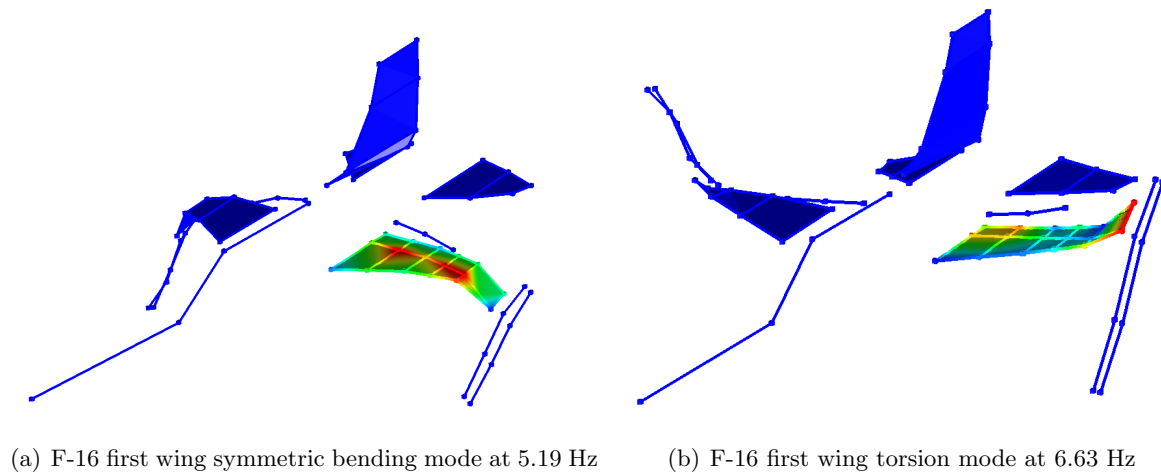 (a) F-16 first wing symmetric bending mode at 5.19 Hz
(b) F-16 first wing torsion mode at 6.63 Hz